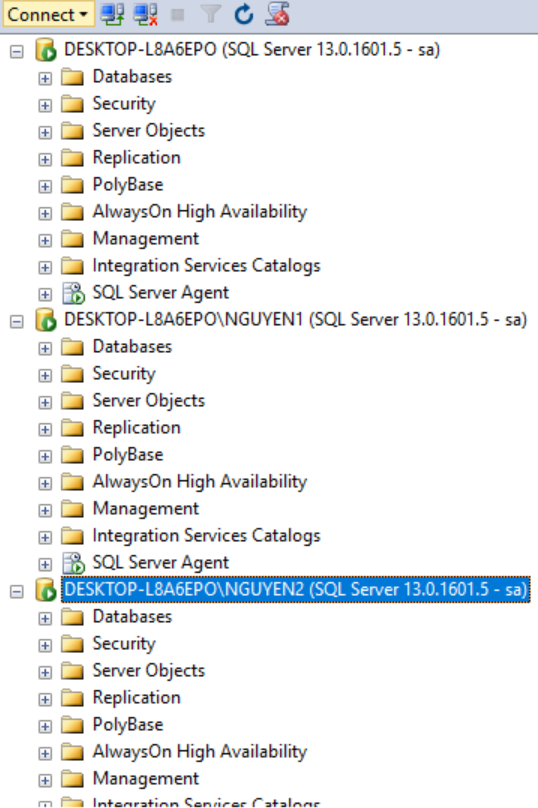 Connect
DESKTOP-L8A6EPO (SQL Server 13.0.1601.5 - sa)
Databases
Security
Server Objects
Replication
PolyBase
AlwaysOn High Availability
Management
Integration Services Catalogs
SQL Server Agent
DESKTOP-L8A6EPO\NGUYEN1 (SQL Server 13.0.1601.5 - sa)
Databases
Security
Server Objects
Replication
PolyBase
AlwaysOn High Availability
Management
Integration Services Catalogs
SQL Server Agent
DESKTOP-L8A6EPO\NGUYEN2 (SQL Server 13.0.1601.5 - sa)
Databases
Security
Server Objects
Replication
PolyBase
AlwaysOn High Availability
Management
Integration Services Catalogs